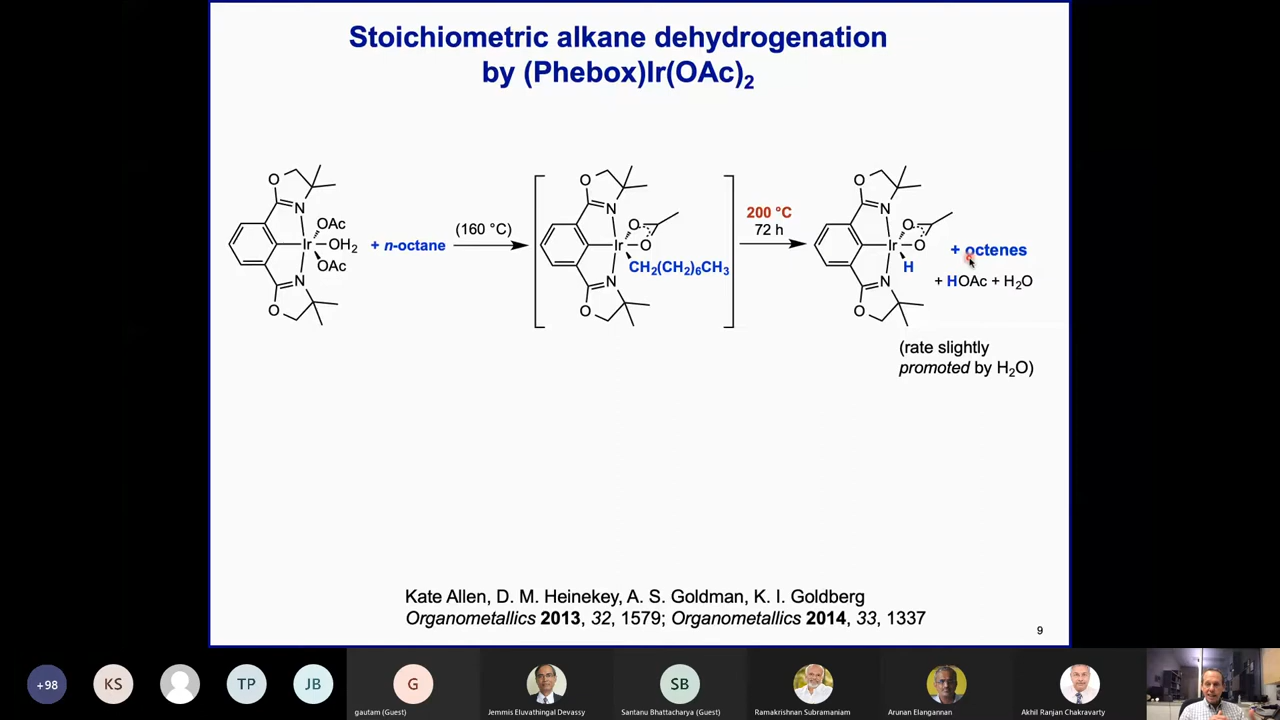 Stoichiometric alkane dehydrogenation
by (Phebox)Ir(OAc)₂
O
N
OAc
Ir
OH₂
OAc
N
O
+ n-octane
(160 °C)
O
N
O
Ir
O
CH₂(CH₂)₆CH₃
N
O
200 °C
72 h
O
N
O
Ir
O
H
N
O
+ octenes
+ HOAc + H₂O
(rate slightly
promoted by H₂O)
Kate Allen, D. M. Heinekey, A. S. Goldman, K. I. Goldberg
Organometallics 2013, 32, 1579; Organometallics 2014, 33, 1337
9
+98
KS
TP
JB
G
gautam (Guest)
Jemmis Eluvathingal Devassy
SB
Santanu Bhattacharya (Guest)
Ramakrishnan Subramaniam
Arunan Elangannan
Akhil Ranjan Chakravarty